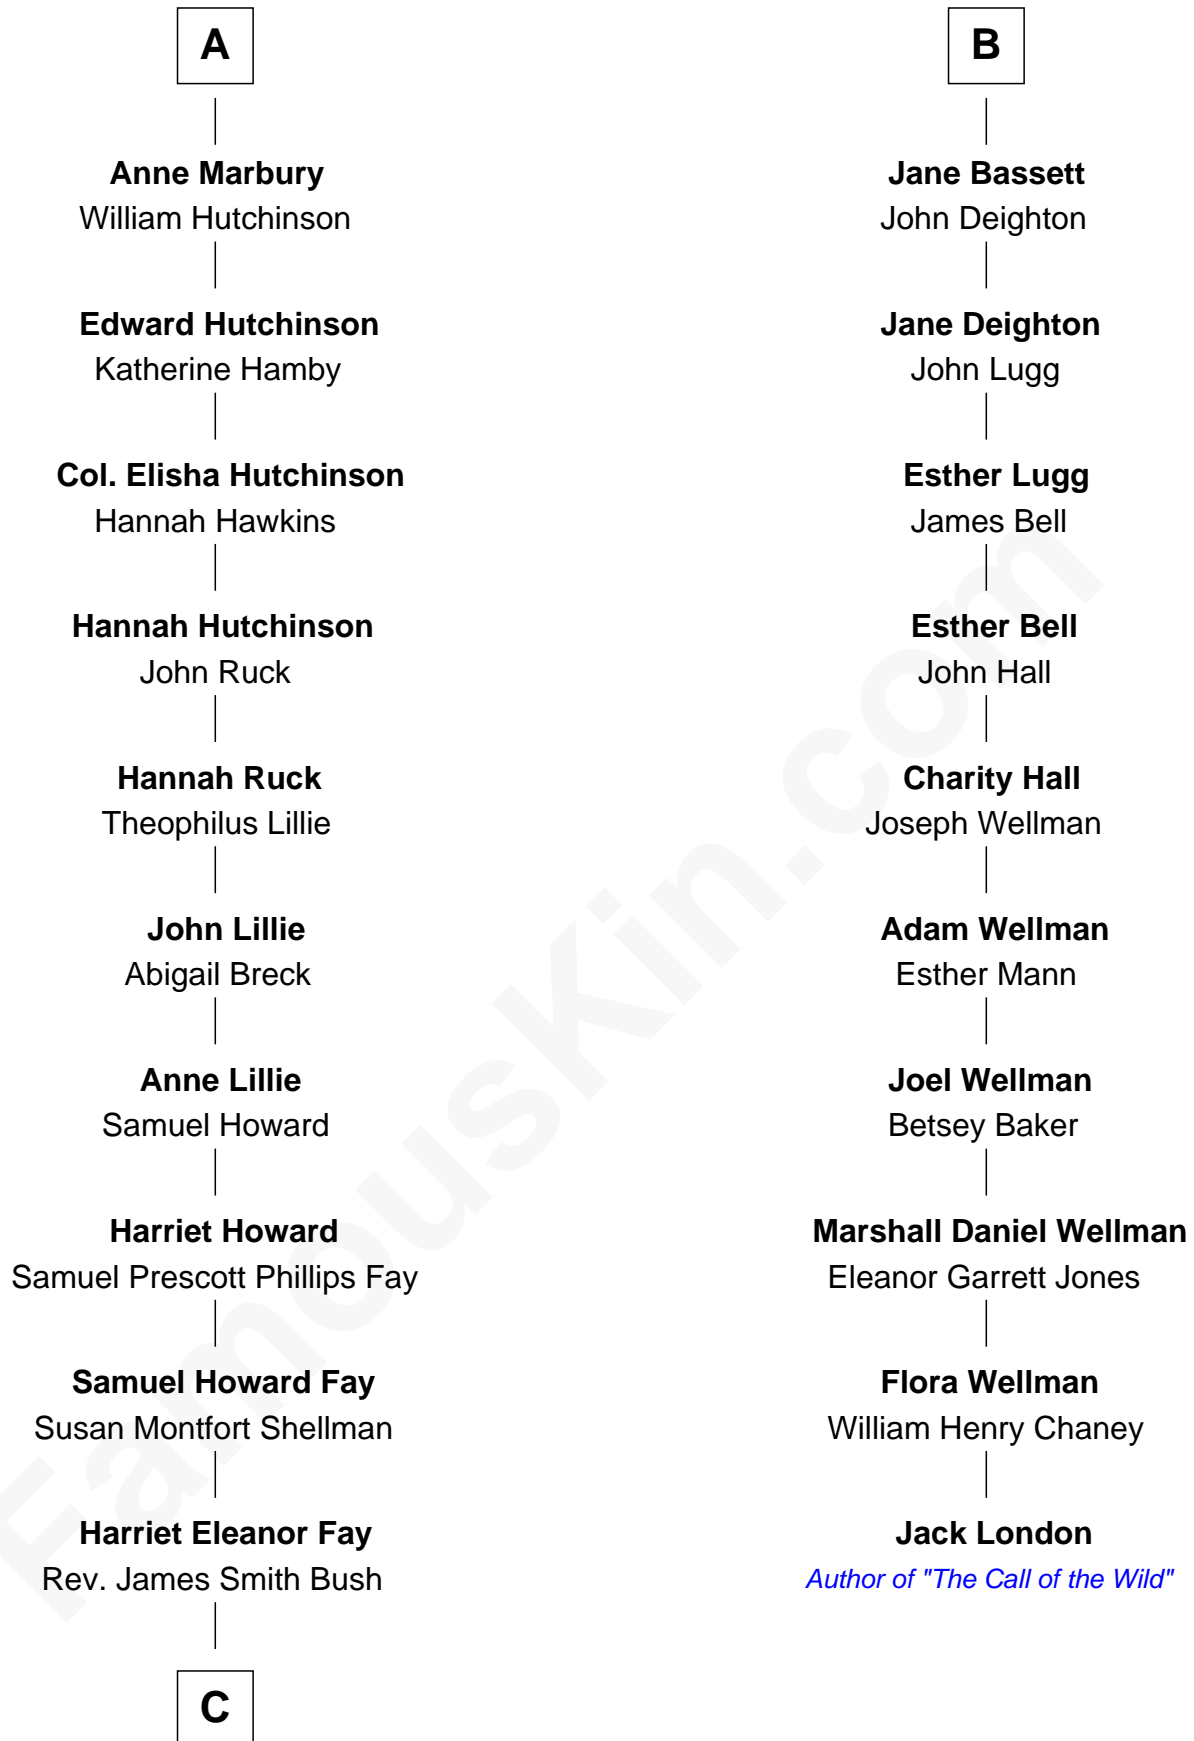 A
Anne Marbury
William Hutchinson
Edward Hutchinson
Katherine Hamby
Col. Elisha Hutchinson
Hannah Hawkins
Hannah Hutchinson
John Ruck
Hannah Ruck
Theophilus Lillie
John Lillie
Abigail Breck
Anne Lillie
Samuel Howard
Harriet Howard
Samuel Prescott Phillips Fay
Samuel Howard Fay
Susan Montfort Shellman
Harriet Eleanor Fay
Rev. James Smith Bush
C
B
Jane Bassett
John Deighton
Jane Deighton
John Lugg
Esther Lugg
James Bell
Esther Bell
John Hall
Charity Hall
Joseph Wellman
Adam Wellman
Esther Mann
Joel Wellman
Betsey Baker
Marshall Daniel Wellman
Eleanor Garrett Jones
Flora Wellman
William Henry Chaney
Jack London
Author of "The Call of the Wild"
FamousKin.com